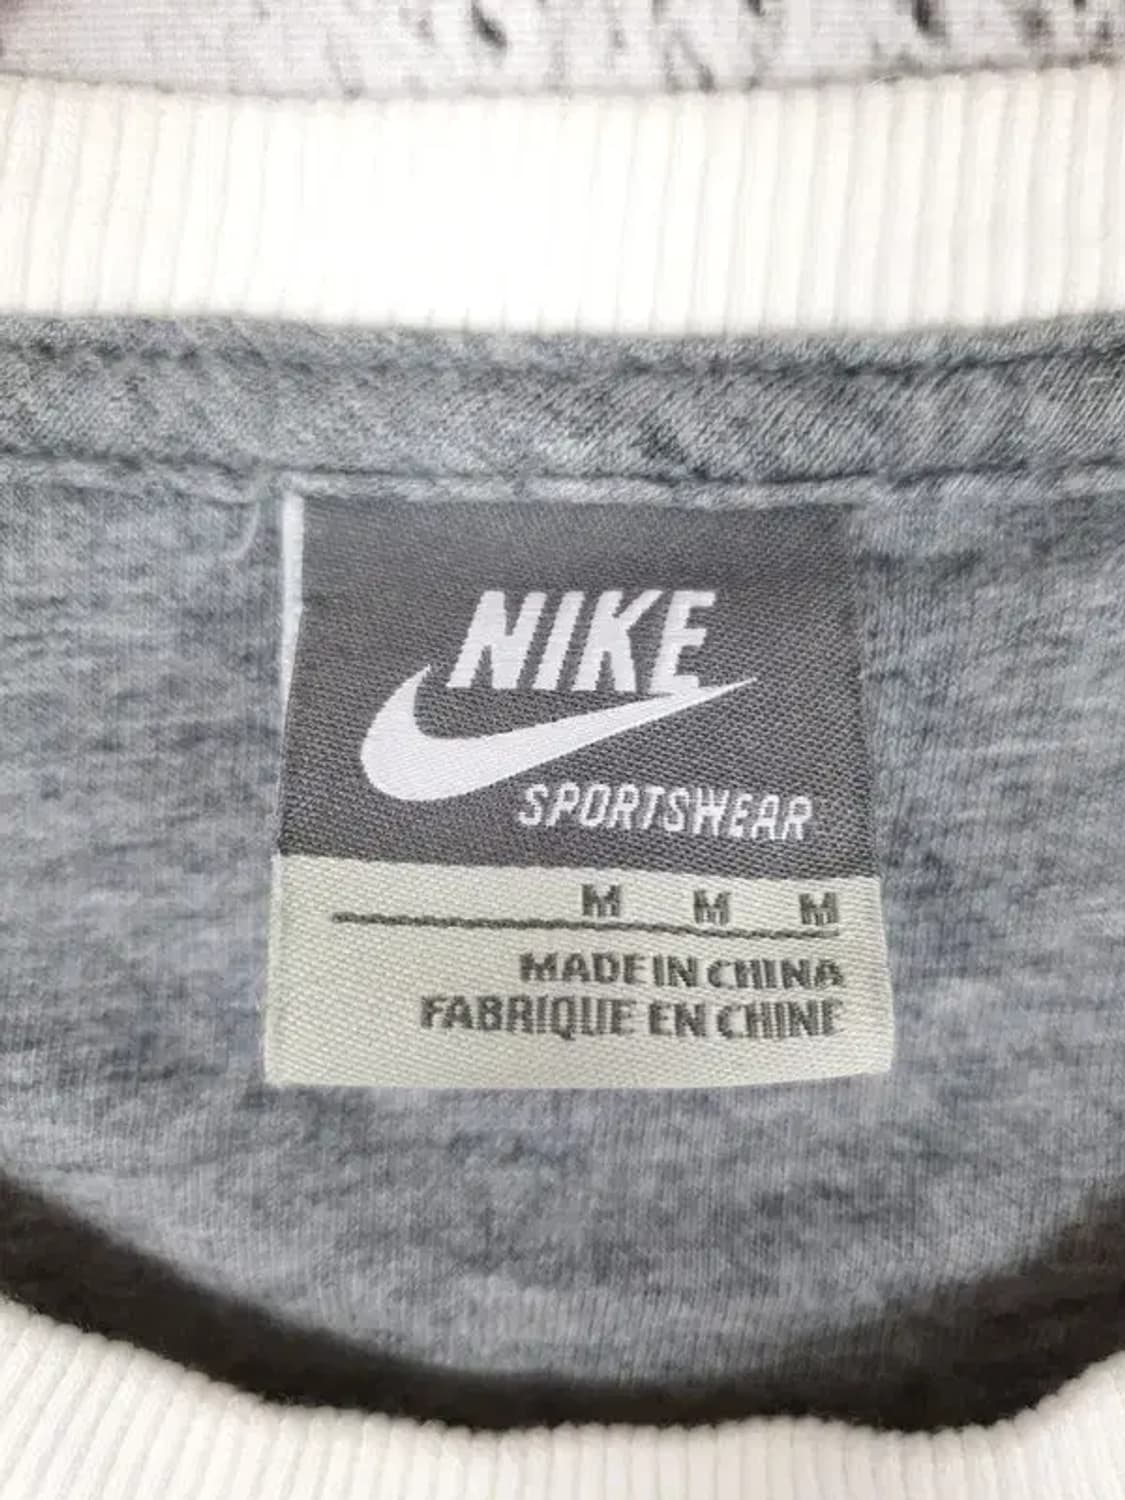 NIKE
SPORTSWEAR
M M M
MADE IN CHINA
FABRIQUE EN CHINE